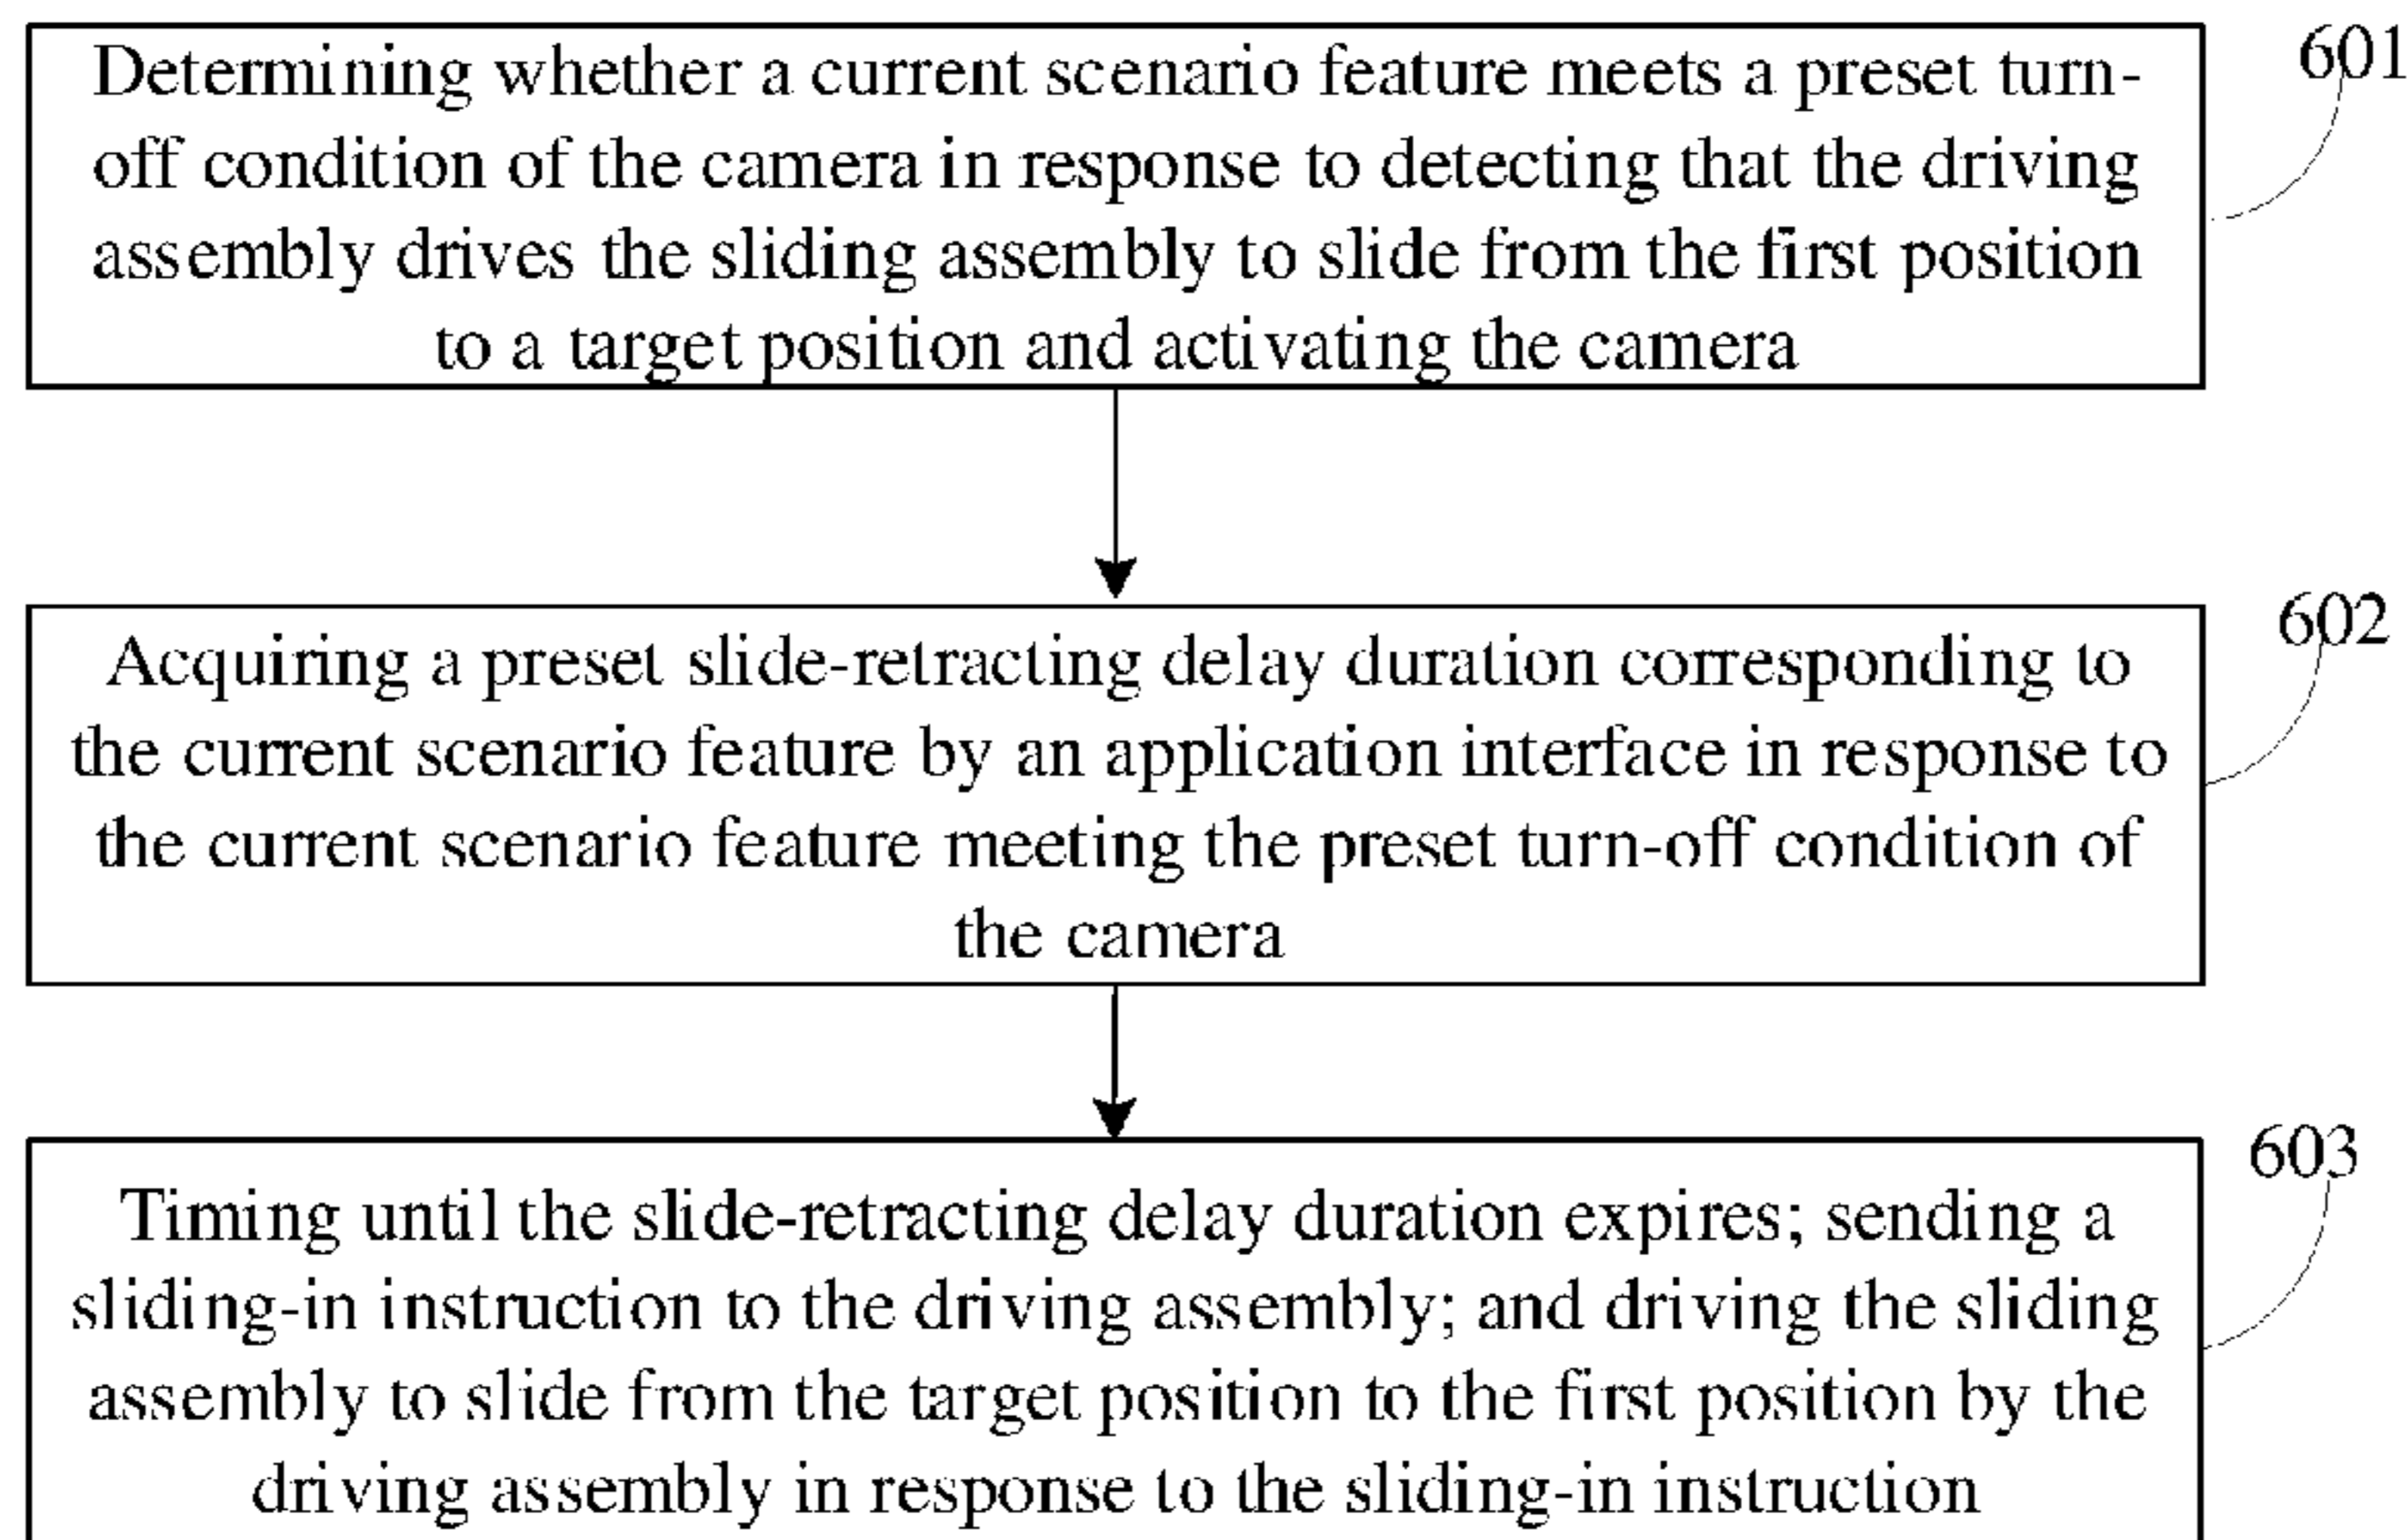 Determining whether a current scenario feature meets a preset turn-
off condition of the camera in response to detecting that the driving
assembly drives the sliding assembly to slide from the first position
to a target position and activating the camera
601
Acquiring a preset slide-retracting delay duration corresponding to
the current scenario feature by an application interface in response to
the current scenario feature meeting the preset turn-off condition of
the camera
602
Timing until the slide-retracting delay duration expires; sending a
sliding-in instruction to the driving assembly; and driving the sliding
assembly to slide from the target position to the first position by the
driving assembly in response to the sliding-in instruction
603